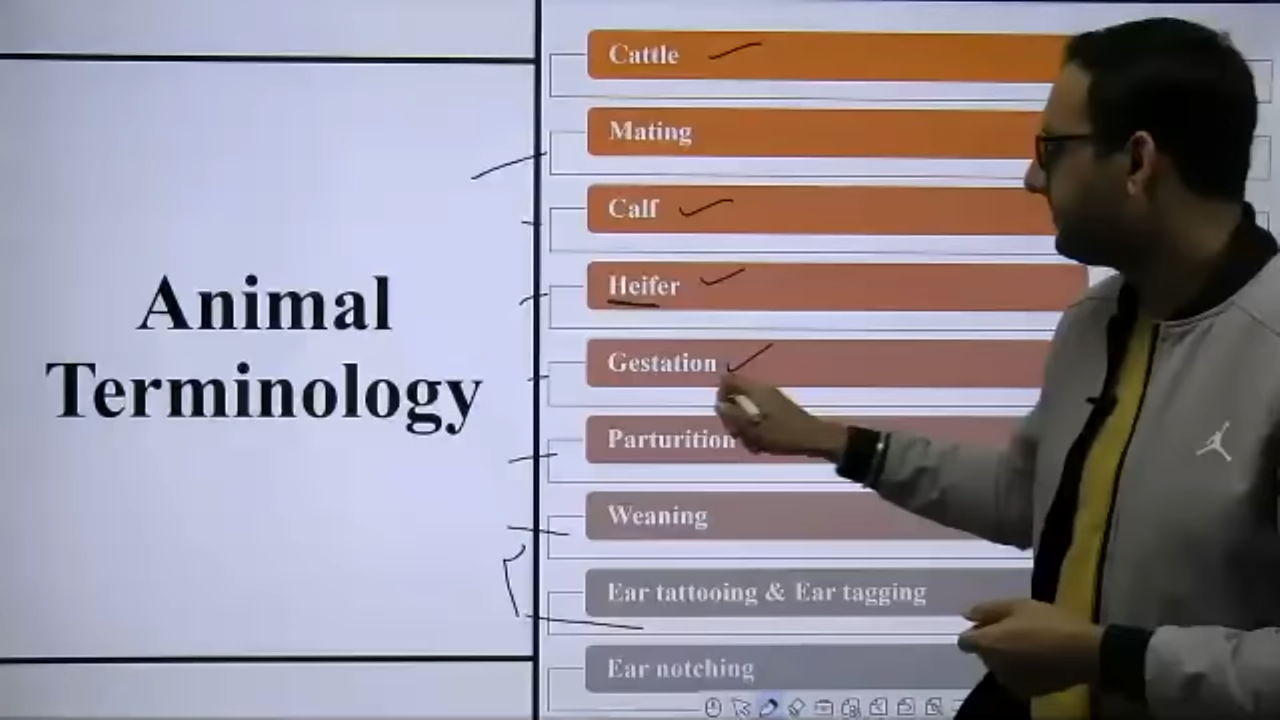 Animal
Terminology
Cattle
Mating
Calf
Heifer
Gestation
Parturition
Weaning
Ear tattooing & Ear tagging
Ear notching